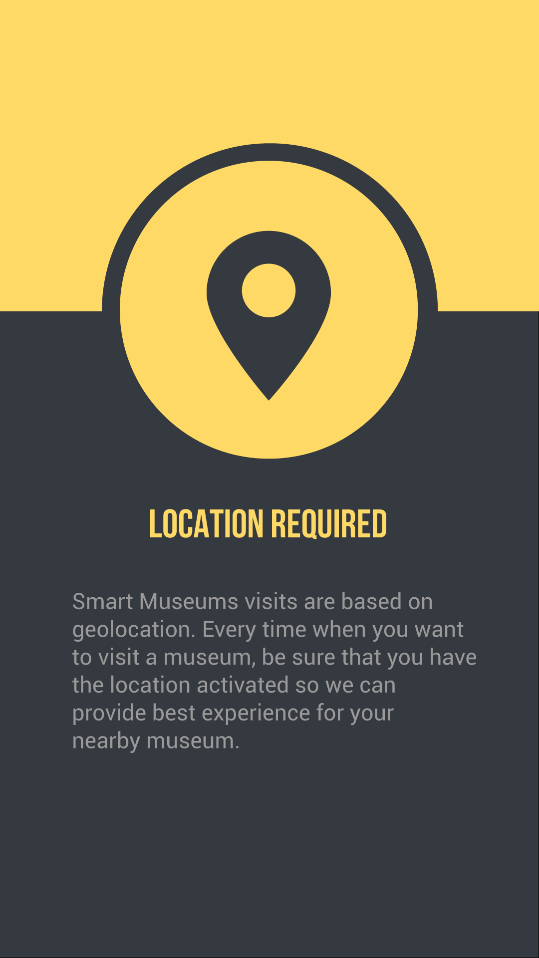 LOCATION REQUIRED
Smart Museums visits are based on
geolocation. Every time when you want
to visit a museum, be sure that you have
the location activated so we can
provide best experience for your
nearby museum.